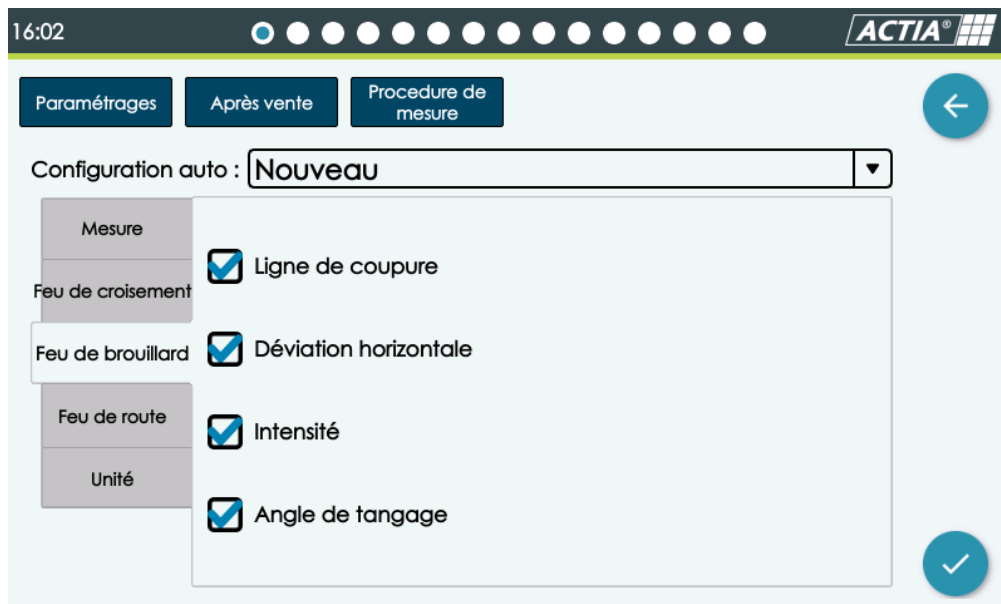 16:02
ACTIA®
Paramétrages
Après vente
Procedure de
mesure
Configuration auto : Nouveau
Mesure
Feu de croisement
Feu de brouillard
Feu de route
Unité
Ligne de coupure
Déviation horizontale
Intensité
Angle de tangage